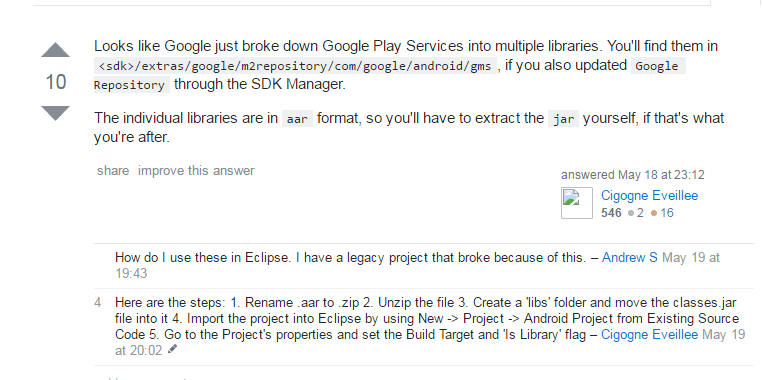 Looks like Google just broke down Google Play Services into multiple libraries. You'll find them in
<sdk>/extras/google/m2repository/com/google/android/gms , if you also updated Google
10
Repository through the SDK Manager.
The individual libraries are in aar format, so you'll have to extract the jar yourself, if that's what
you're after.
share improve this answer
answered May 18 at 23:12
Cigogne Eveillee
546 ●2 ●16
How do I use these in Eclipse. I have a legacy project that broke because of this. – Andrew S May 19 at
19:43
4 Here are the steps: 1. Rename .aar to .zip 2. Unzip the file 3. Create a 'libs' folder and move the classes.jar
file into it 4. Import the project into Eclipse by using New -> Project -> Android Project from Existing Source
Code 5. Go to the Project's properties and set the Build Target and 'Is Library' flag – Cigogne Eveillee May 19
at 20:02